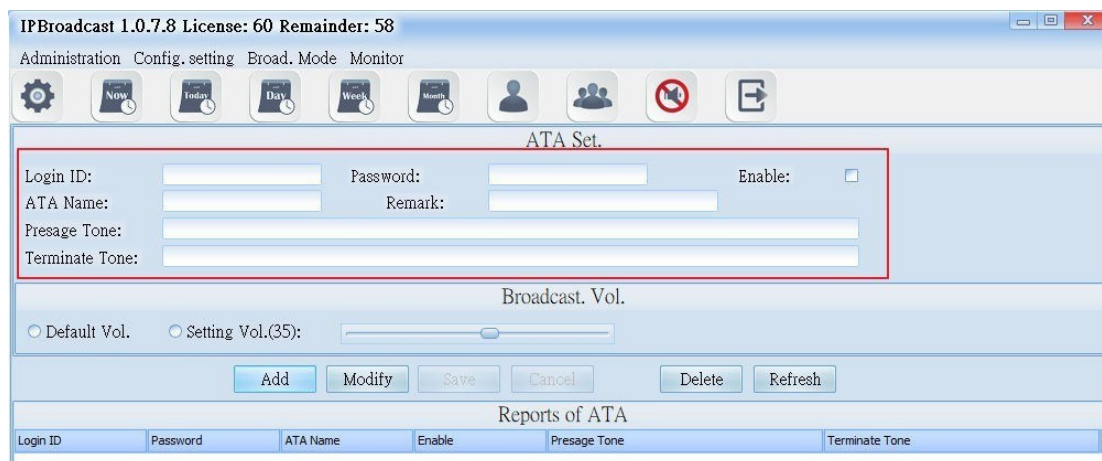 IPBroadcast 1.0.7.8 License: 60 Remainder: 58
Administration Config. setting Broad. Mode Monitor
Now Today Day Week Month
ATA Set.
Login ID: Password: Enable:
ATA Name: Remark:
Presage Tone:
Terminate Tone:
Broadcast. Vol.
Default Vol. Setting Vol.(35):
Add Modify Save Cancel Delete Refresh
Reports of ATA
Login ID Password ATA Name Enable Presage Tone Terminate Tone